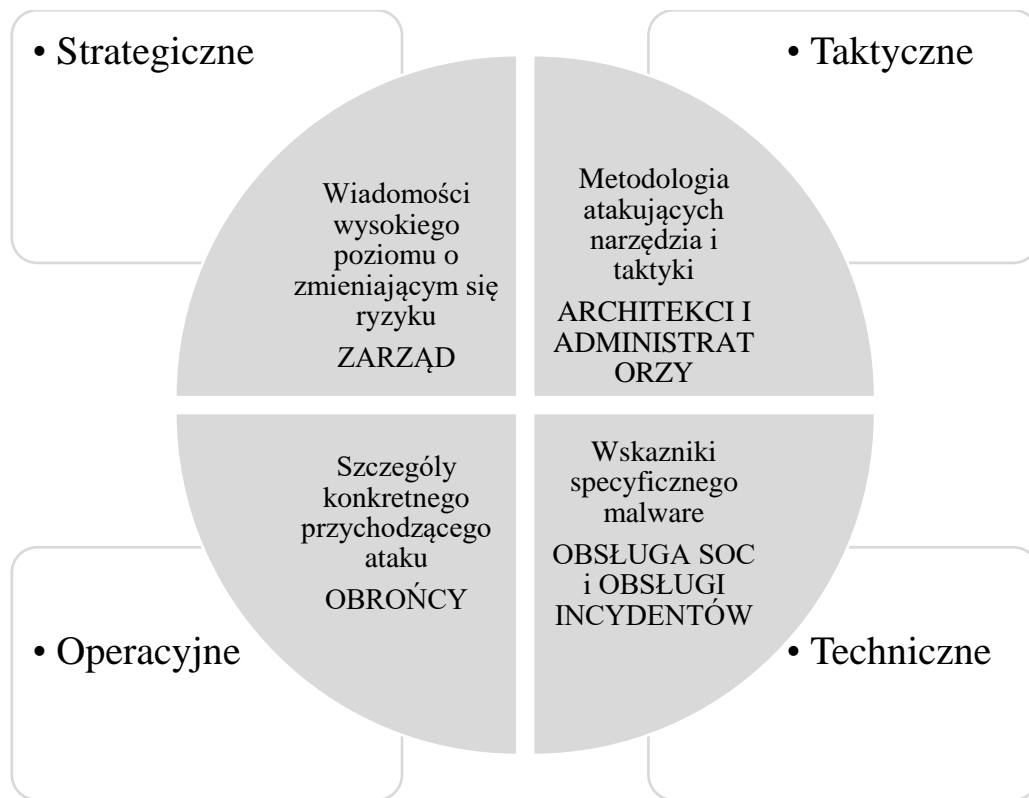 • Strategiczne
Wiadomości
wysokiego
poziomu o
zmieniającym się
ryzyku
ZARZĄD
• Taktyczne
Metodologia
atakujących
narzędzia i
taktyki
ARCHITEKCI I
ADMINISTRAT
ORZY
Szczegóły
konkretnego
przychodzącego
ataku
OBROŃCY
• Operacyjne
Wskazniki
specyficznego
malware
OBSŁUGA SOC
i OBSŁUGI
INCYDENTÓW
• Techniczne